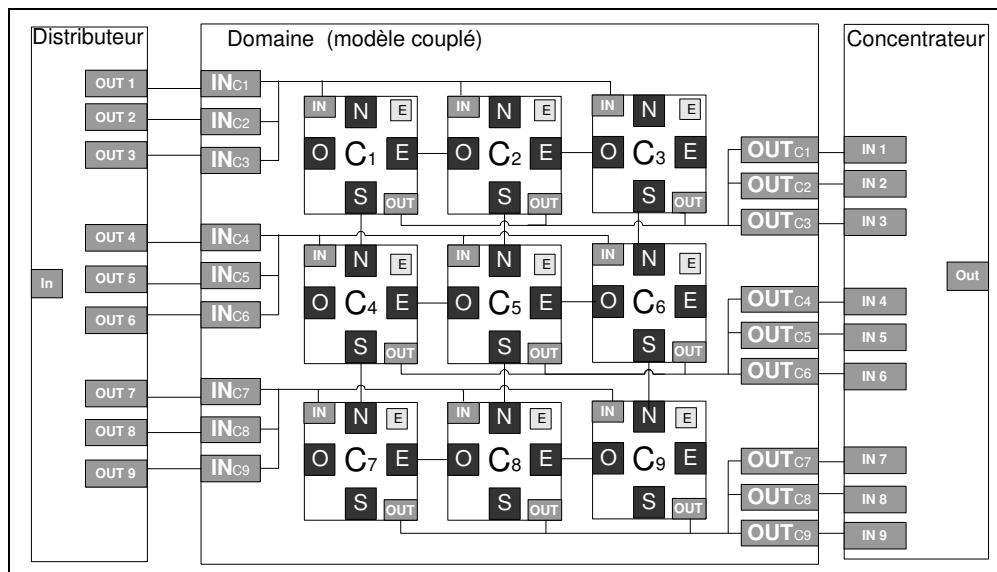 Distributeur
Domaine (modèle couplé)
Concentrateur
OUT 1
INC1
OUT 2
INC2
OUT 3
INC3
IN N E
IN N E
IN N E
O C1 E
O C2 E
O C3 E
S OUT
S OUT
S OUT
OUTC1
IN 1
OUTC2
IN 2
OUTC3
IN 3
OUT 4
INC4
OUT 5
INC5
OUT 6
INC6
In
IN N E
IN N E
IN N E
O C4 E
O C5 E
O C6 E
S OUT
S OUT
S OUT
OUTC4
IN 4
OUTC5
IN 5
OUTC6
IN 6
Out
OUT 7
INC7
OUT 8
INC8
OUT 9
INC9
IN N E
IN N E
IN N E
O C7 E
O C8 E
O C9 E
S OUT
S OUT
S OUT
OUTC7
IN 7
OUTC8
IN 8
OUTC9
IN 9